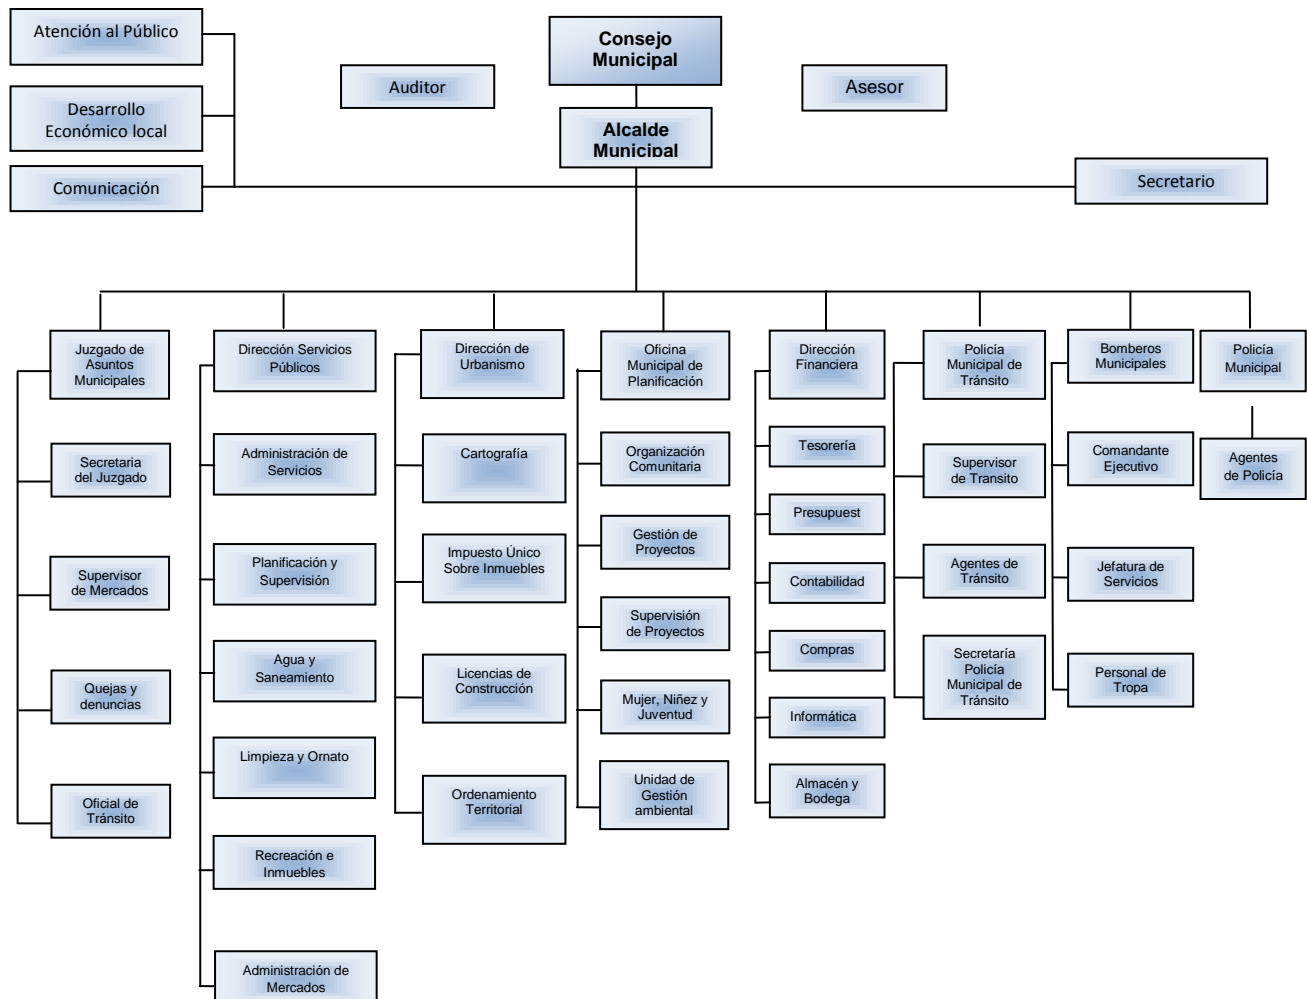 Atención al Público
Desarrollo
Económico local
Comunicación
Auditor
Consejo
Municipal
Alcalde
Municipal
Asesor
Secretario
Juzgado de
Asuntos
Municipales
Secretaria
del Juzgado
Supervisor
de Mercados
Quejas y
denuncias
Oficial de
Tránsito
Dirección Servicios
Públicos
Administración de
Servicios
Planificación y
Supervisión
Agua y
Saneamiento
Limpieza y Ornato
Recreación e
Inmuebles
Administración de
Mercados
Dirección de
Urbanismo
Cartografía
Impuesto Único
Sobre Inmuebles
Licencias de
Construcción
Ordenamiento
Territorial
Oficina
Municipal de
Planificación
Organización
Comunitaria
Gestión de
Proyectos
Supervisión
de Proyectos
Mujer, Niñez y
Juventud
Unidad de
Gestión
ambiental
Dirección
Financiera
Tesorería
Presupuest
Contabilidad
Compras
Informática
Almacén y
Bodega
Policía
Municipal de
Tránsito
Supervisor
de Transito
Agentes de
Tránsito
Secretaría
Policía
Municipal de
Tránsito
Bomberos
Municipales
Comandante
Ejecutivo
Jefatura de
Servicios
Personal de
Tropa
Policía
Municipal
Agentes
de Policía